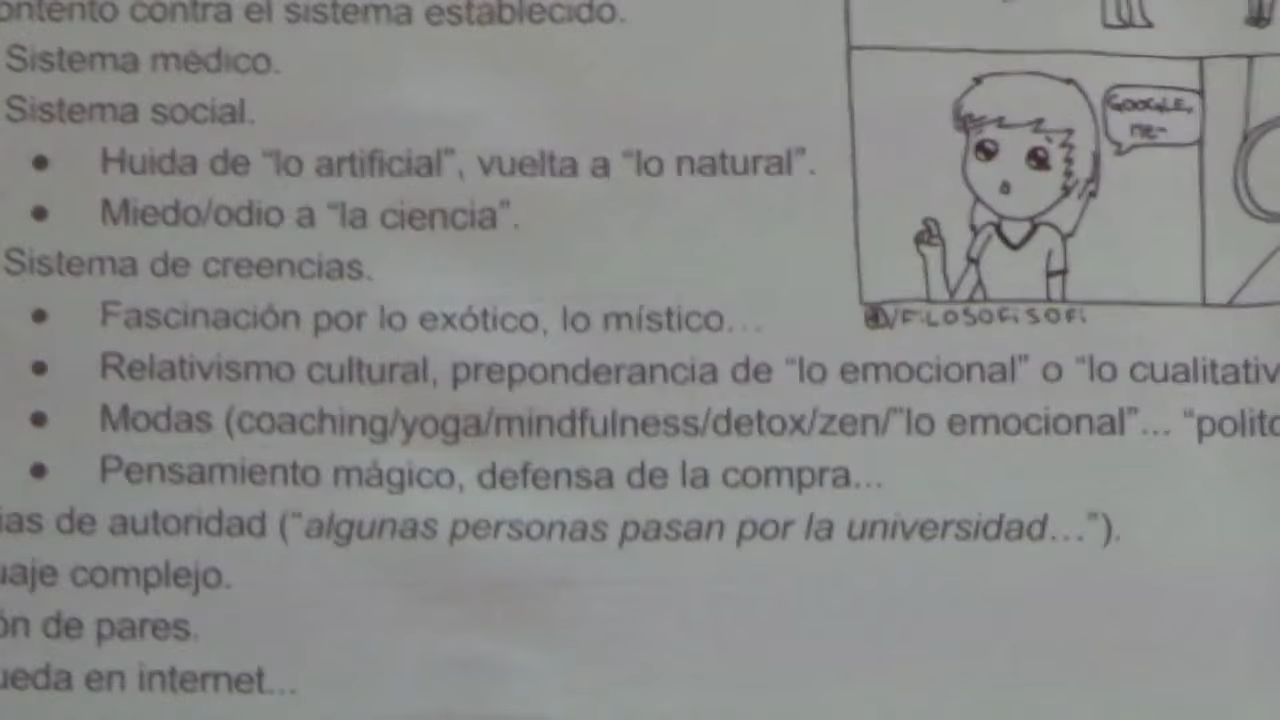 ontento contra el sistema establecido.
Sistema médico.
Sistema social.
• Huida de “lo artificial”, vuelta a “lo natural”.
• Miedo/odio a “la ciencia”.
Sistema de creencias.
• Fascinación por lo exótico, lo místico...
• Relativismo cultural, preponderancia de “lo emocional” o “lo cualitativ
• Modas (coaching/yoga/mindfulness/detox/zen/”lo emocional”... “polito
• Pensamiento mágico, defensa de la compra...
ias de autoridad (“algunas personas pasan por la universidad...”).
uaje complejo.
ón de pares.
ueda en internet...
GOOGLE,
ME-
FiLOSOFiSOFi